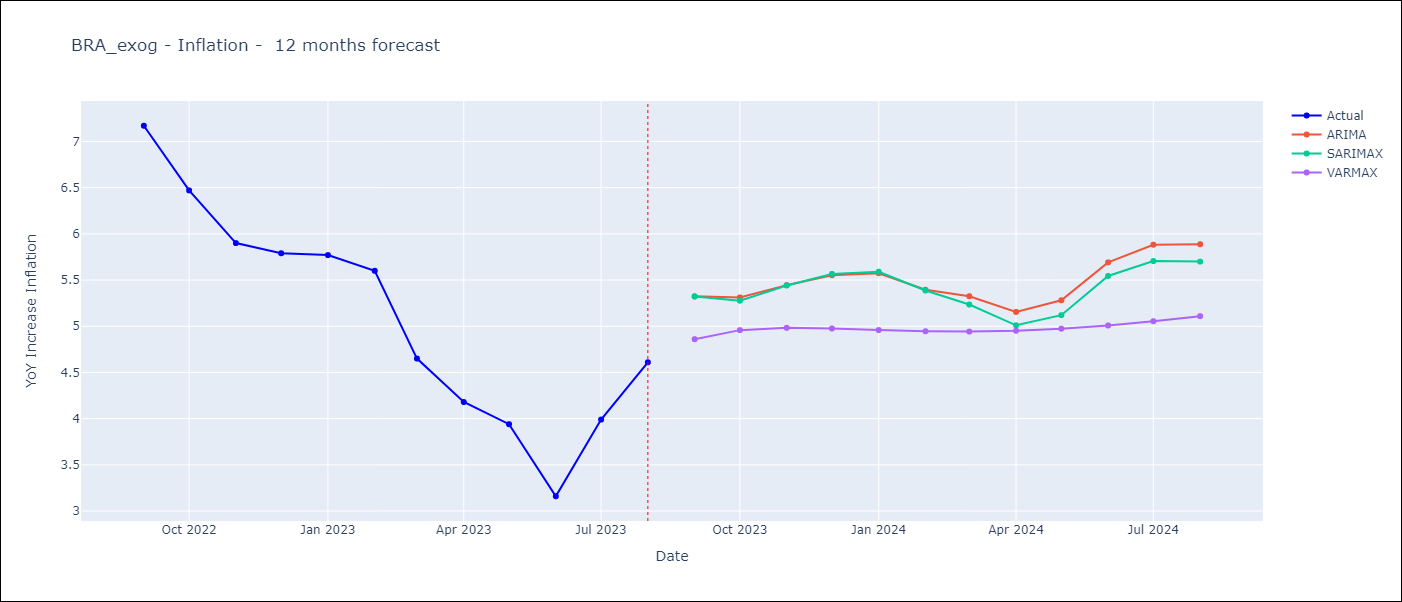 BRA_exog - Inflation -  12 months forecast
Actual
ARIMA
SARIMAX
VARMAX
YoY Increase Inflation
7
6.5
6
5.5
5
4.5
4
3.5
3
Oct 2022
Jan 2023
Apr 2023
Jul 2023
Oct 2023
Jan 2024
Apr 2024
Jul 2024
Date